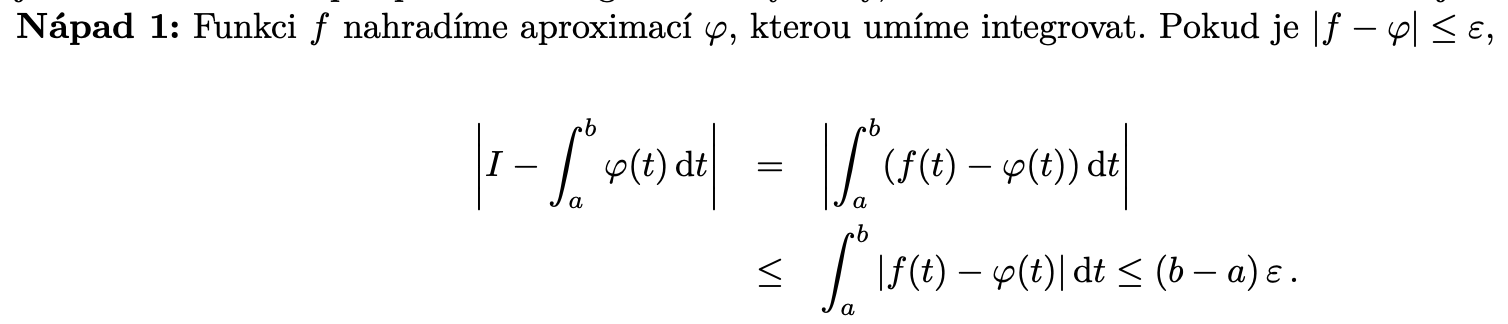 Nápad 1: Funkci f nahradíme aproximací φ, kterou umíme integrovat. Pokud je |f − φ| ≤ ε,
|I − ∫_a^b φ(t) dt| = |∫_a^b (f(t) − φ(t)) dt|
≤ ∫_a^b |f(t) − φ(t)| dt ≤ (b − a) ε .